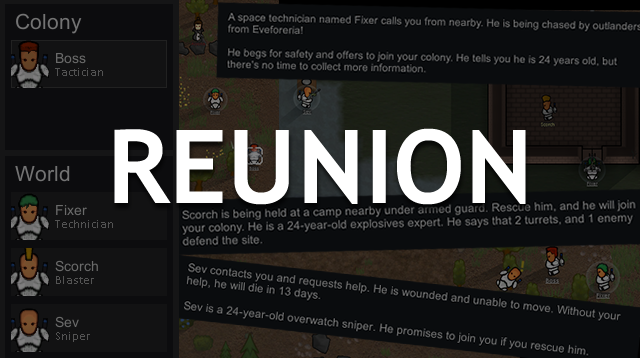 Colony
Boss
Tactician
World
Fixer
Technician
Scorch
Blaster
Sev
Sniper
A space technician named Fixer calls you from nearby. He is being chased by outlanders
from Eveforeria!
He begs for safety and offers to join your colony. He tells you he is 24 years old, but
there's no time to collect more information.
Scorch
REUNION
Scorch is being held at a camp nearby under armed guard. Rescue him, and he will join
your colony. He is a 24-year-old explosives expert. He says that 2 turrets, and 1 enemy
defend the site.
Boss
Fixer
Sev contacts you and requests help. He is wounded and unable to move. Without your
help, he will die in 13 days.
Sev is a 24-year-old overwatch sniper. He promises to join you if you rescue him.